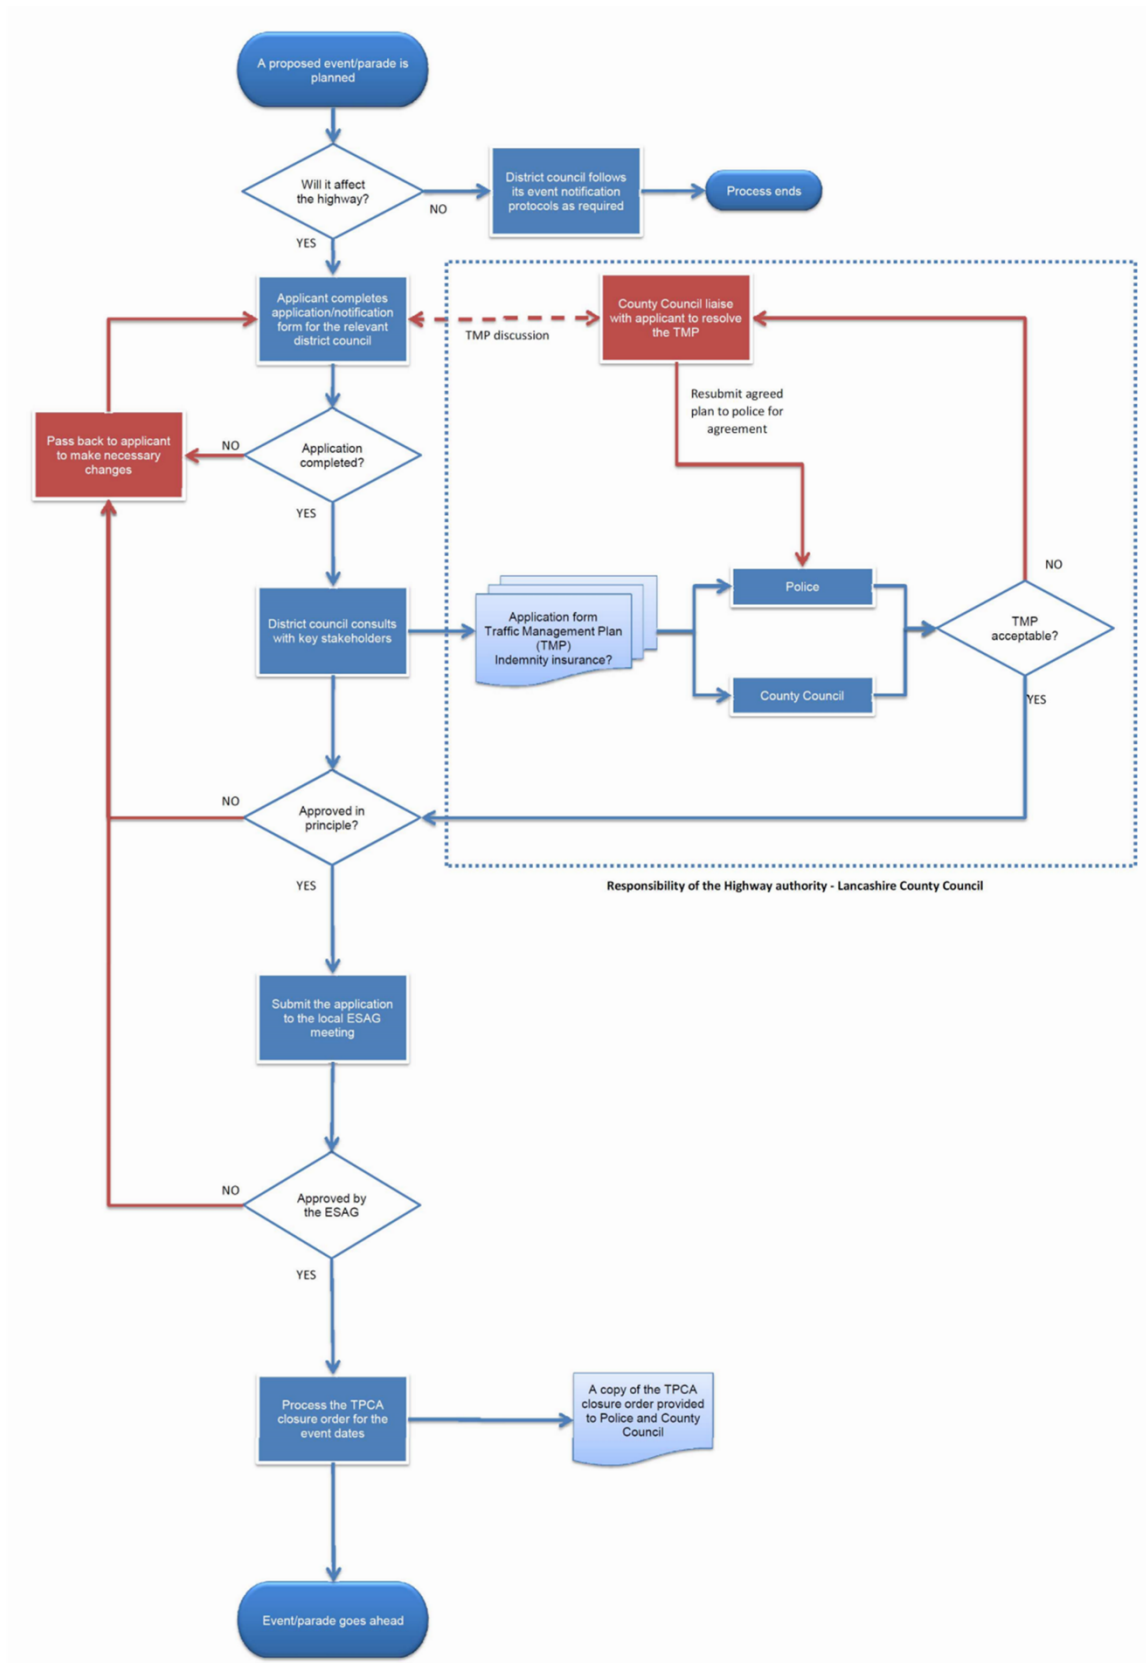 A proposed event/parade is
planned
Will it affect
the highway?
NO
District council follows
its event notification
protocols as required
Process ends
YES
Applicant completes
application/notification
form for the relevant
district council
TMP discussion
County Council liaise
with applicant to resolve
the TMP
Resubmit agreed
plan to police for
agreement
Pass back to applicant
to make necessary
changes
NO
Application
completed?
YES
District council consults
with key stakeholders
Application form
Traffic Management Plan
(TMP)
Indemnity insurance?
Police
County Council
NO
TMP
acceptable?
YES
NO
Approved in
principle?
YES
Responsibility of the Highway authority - Lancashire County Council
Submit the application
to the local ESAG
meeting
NO
Approved by
the ESAG
YES
Process the TPCA
closure order for the
event dates
A copy of the TPCA
closure order provided
to Police and County
Council
Event/parade goes ahead